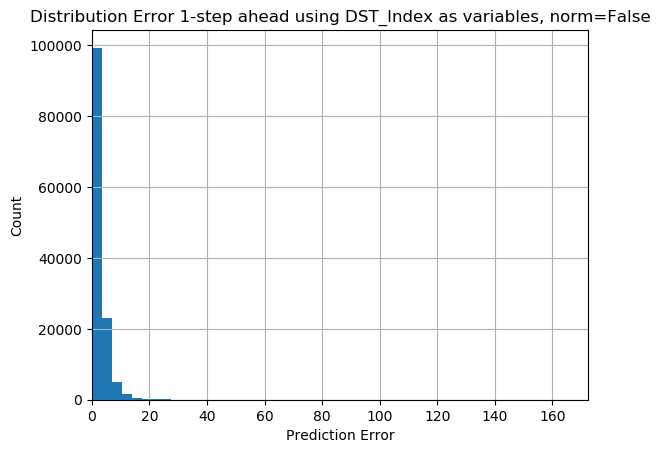 Distribution Error 1-step ahead using DST_Index as variables, norm=False
100000
80000
60000
40000
20000
0
Count
0 20 40 60 80 100 120 140 160
Prediction Error